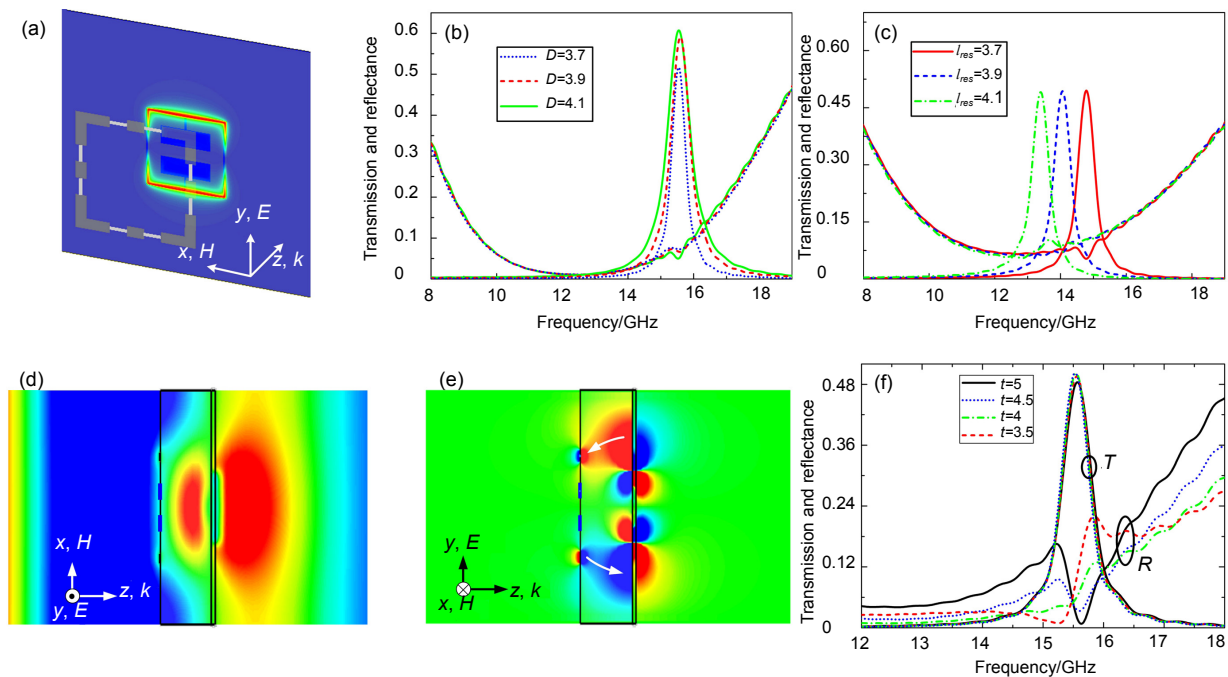 (a)
y, E
x, H
z, k
(b)
Transmission and reflectance
0.6
0.5
0.4
0.3
0.2
0.1
0
D=3.7
D=3.9
D=4.1
8 10 12 14 16 18
Frequency/GHz
(c)
Transmission and reflectance
0.60
0.45
0.30
0.15
0
lres=3.7
lres=3.9
lres=4.1
8 10 12 14 16 18
Frequency/GHz
(d)
x, H
y, E
z, k
(e)
y, E
x, H
z, k
(f)
Transmission and reflectance
0.48
0.36
0.24
0.12
0
t=5
t=4.5
t=4
t=3.5
T
R
12 13 14 15 16 17 18
Frequency/GHz